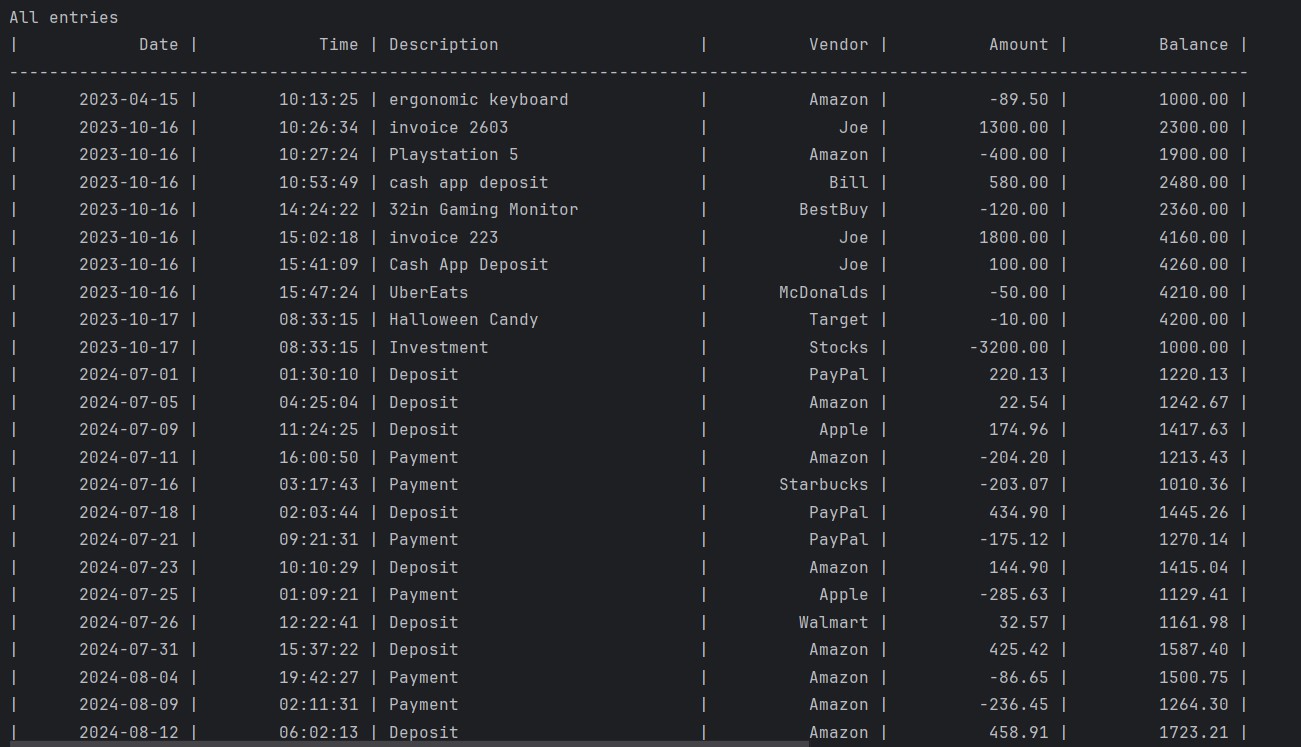 All entries
| Date | Time | Description | Vendor | Amount | Balance |
----------------------------------------------------------------------------------------------------------------------------
| 2023-04-15 | 10:13:25 | ergonomic keyboard | Amazon | -89.50 | 1000.00 |
| 2023-10-16 | 10:26:34 | invoice 2603 | Joe | 1300.00 | 2300.00 |
| 2023-10-16 | 10:27:24 | Playstation 5 | Amazon | -400.00 | 1900.00 |
| 2023-10-16 | 10:53:49 | cash app deposit | Bill | 580.00 | 2480.00 |
| 2023-10-16 | 14:24:22 | 32in Gaming Monitor | BestBuy | -120.00 | 2360.00 |
| 2023-10-16 | 15:02:18 | invoice 223 | Joe | 1800.00 | 4160.00 |
| 2023-10-16 | 15:41:09 | Cash App Deposit | Joe | 100.00 | 4260.00 |
| 2023-10-16 | 15:47:24 | UberEats | McDonalds | -50.00 | 4210.00 |
| 2023-10-17 | 08:33:15 | Halloween Candy | Target | -10.00 | 4200.00 |
| 2023-10-17 | 08:33:15 | Investment | Stocks | -3200.00 | 1000.00 |
| 2024-07-01 | 01:30:10 | Deposit | PayPal | 220.13 | 1220.13 |
| 2024-07-05 | 04:25:04 | Deposit | Amazon | 22.54 | 1242.67 |
| 2024-07-09 | 11:24:25 | Deposit | Apple | 174.96 | 1417.63 |
| 2024-07-11 | 16:00:50 | Payment | Amazon | -204.20 | 1213.43 |
| 2024-07-16 | 03:17:43 | Payment | Starbucks | -203.07 | 1010.36 |
| 2024-07-18 | 02:03:44 | Deposit | PayPal | 434.90 | 1445.26 |
| 2024-07-21 | 09:21:31 | Payment | PayPal | -175.12 | 1270.14 |
| 2024-07-23 | 10:10:29 | Deposit | Amazon | 144.90 | 1415.04 |
| 2024-07-25 | 01:09:21 | Payment | Apple | -285.63 | 1129.41 |
| 2024-07-26 | 12:22:41 | Deposit | Walmart | 32.57 | 1161.98 |
| 2024-07-31 | 15:37:22 | Deposit | Amazon | 425.42 | 1587.40 |
| 2024-08-04 | 19:42:27 | Payment | Amazon | -86.65 | 1500.75 |
| 2024-08-09 | 02:11:31 | Payment | Amazon | -236.45 | 1264.30 |
| 2024-08-12 | 06:02:13 | Deposit | Amazon | 458.91 | 1723.21 |